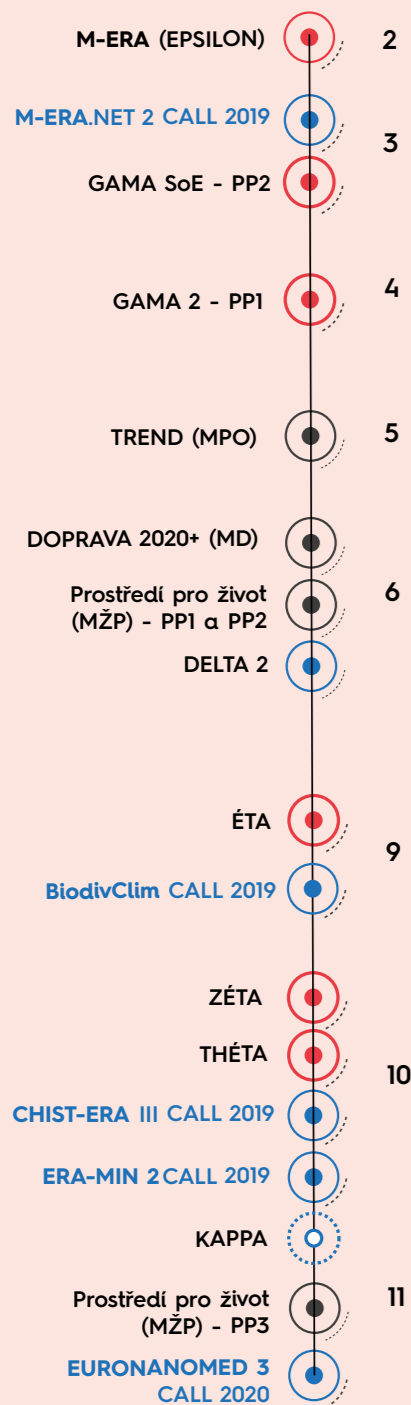 M-ERA (EPSILON)
2
M-ERA.NET 2 CALL 2019
3
GAMA SoE - PP2
GAMA 2 - PP1
4
TREND (MPO)
5
DOPRAVA 2020+ (MD)
Prostředí pro život
(MŽP) - PP1 a PP2
6
DELTA 2
ÉTA
9
BiodivClim CALL 2019
ZÉTA
THÉTA
10
CHIST-ERA III CALL 2019
ERA-MIN 2 CALL 2019
KAPPA
Prostředí pro život
(MŽP) - PP3
11
EURONANOMED 3
CALL 2020